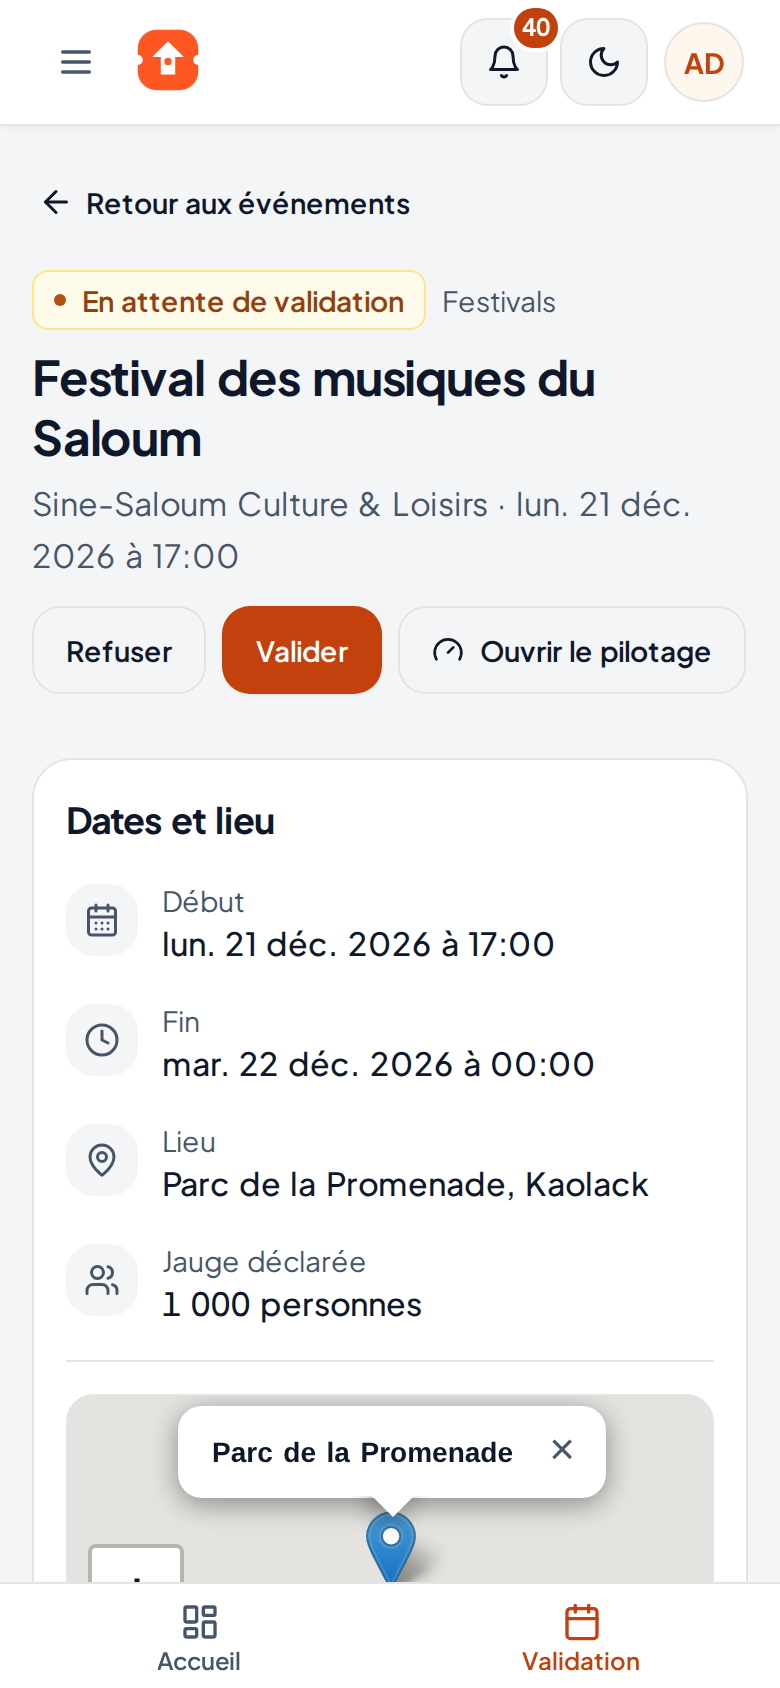 40
AD
Retour aux événements
En attente de validation Festivals
Festival des musiques du
Saloum
Sine-Saloum Culture & Loisirs · lun. 21 déc.
2026 à 17:00
Refuser Valider Ouvrir le pilotage
Dates et lieu
Début
lun. 21 déc. 2026 à 17:00
Fin
mar. 22 déc. 2026 à 00:00
Lieu
Parc de la Promenade, Kaolack
Jauge déclarée
1 000 personnes
Parc de la Promenade ×
Accueil Validation